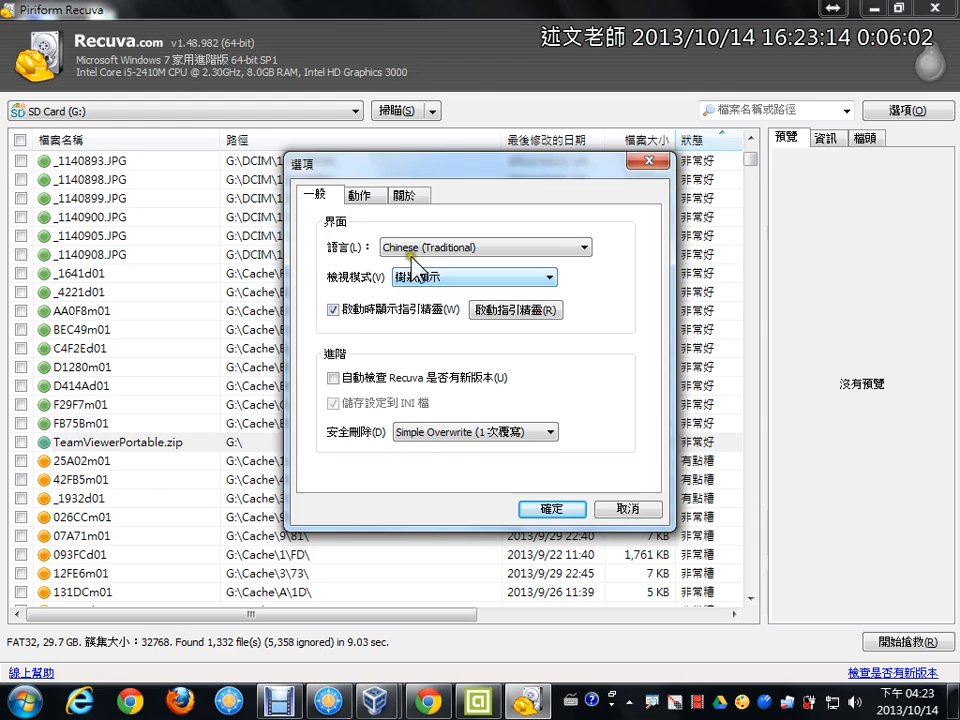 Piriform Recuva
Recuva.com v1.48.982 (64-bit)
Microsoft Windows 7 家用進階版 64-bit SP1
Intel Core i5-2410M CPU @ 2.30GHz, 8.0GB RAM, Intel HD Graphics 3000
述文老師 2013/10/14 16:23:14 0:06:02
SD Card (G:)
掃瞄(S)
檔案名稱或路徑
選項(O)
檔案名稱 路徑 最後修改的日期 檔案大小 狀態
預覽 資訊 檔頭
_1140893.JPG G:\DCIM\ 非常好
_1140898.JPG G:\DCIM\ 非常好
_1140899.JPG G:\DCIM\ 非常好
_1140900.JPG G:\DCIM\ 非常好
_1140905.JPG G:\DCIM\ 非常好
_1140908.JPG G:\DCIM\ 非常好
_1641d01 G:\Cache\ 非常好
_4221d01 G:\Cache\ 非常好
AA0F8m01 G:\Cache\ 非常好
BEC49m01 G:\Cache\ 非常好
C4F2Ed01 G:\Cache\ 非常好
D1280m01 G:\Cache\ 非常好
D414Ad01 G:\Cache\ 非常好
F29F7m01 G:\Cache\ 非常好
FB75Bm01 G:\Cache\ 非常好
TeamViewerPortable.zip G:\ 非常好
25A02m01 G:\Cache\ 有點糟
42FB5m01 G:\Cache\ 有點糟
_1932d01 G:\Cache\ 非常糟
026CCm01 G:\Cache\ 非常糟
07A71m01 G:\Cache\9\81\ 2013/9/29 22:40 7 KB 非常糟
093FCd01 G:\Cache\1\FD\ 2013/9/22 11:40 1,761 KB 非常糟
12FE6m01 G:\Cache\3\73\ 2013/9/29 22:45 7 KB 非常糟
131DCm01 G:\Cache\A\1D\ 2013/9/26 11:39 5 KB 非常糟
沒有預覽
選項
一般 動作 關於
界面
語言(L)： Chinese (Traditional)
檢視模式(V) 樹狀顯示
啟動時顯示指引精靈(W) 啟動指引精靈(R)
進階
自動檢查 Recuva 是否有新版本(U)
儲存設定到 INI 檔
安全刪除(D) Simple Overwrite (1 次覆寫)
確定 取消
FAT32, 29.7 GB. 簇集大小：32768. Found 1,332 file(s) (5,358 ignored) in 9.03 sec.
開始搶救(R)
線上幫助 檢查是否有新版本
下午 04:23
2013/10/14